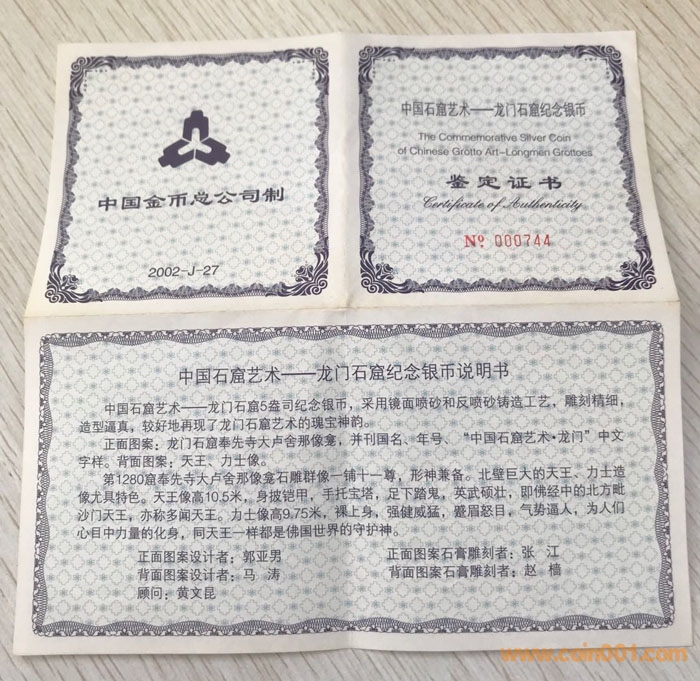 中国金币总公司制
2002-J-27
中国石窟艺术——龙门石窟纪念银币
The Commemorative Silver Coin
of Chinese Grotto Art-Longmen Grottoes
鉴定证书
Certificate of Authenticity
№ 000744
中国石窟艺术——龙门石窟纪念银币说明书
中国石窟艺术——龙门石窟5盎司纪念银币，采用镜面喷砂和反喷砂铸造工艺，雕刻精细，
造型逼真，较好地再现了龙门石窟艺术的瑰宝神韵。
正面图案：龙门石窟奉先寺大卢舍那像龛，并刊国名、年号、“中国石窟艺术·龙门”中文
字样。背面图案：天王、力士像。
第1280窟奉先寺大卢舍那像龛石雕群像一铺十一尊，形神兼备。北壁巨大的天王、力士造
像尤具特色。天王像高10.5米，身披铠甲，手托宝塔，足下踏鬼，英武硕壮，即佛经中的北方毗
沙门天王，亦称多闻天王。力士像高9.75米，裸上身，强健威猛，蹙眉怒目，气势逼人，为人们
心目中力量的化身，同天王一样都是佛国世界的守护神。
正面图案设计者：郭亚男
正面图案石膏雕刻者：张 江
背面图案设计者：马 涛
背面图案石膏雕刻者：赵 樯
顾问：黄文昆
www.coin001.com